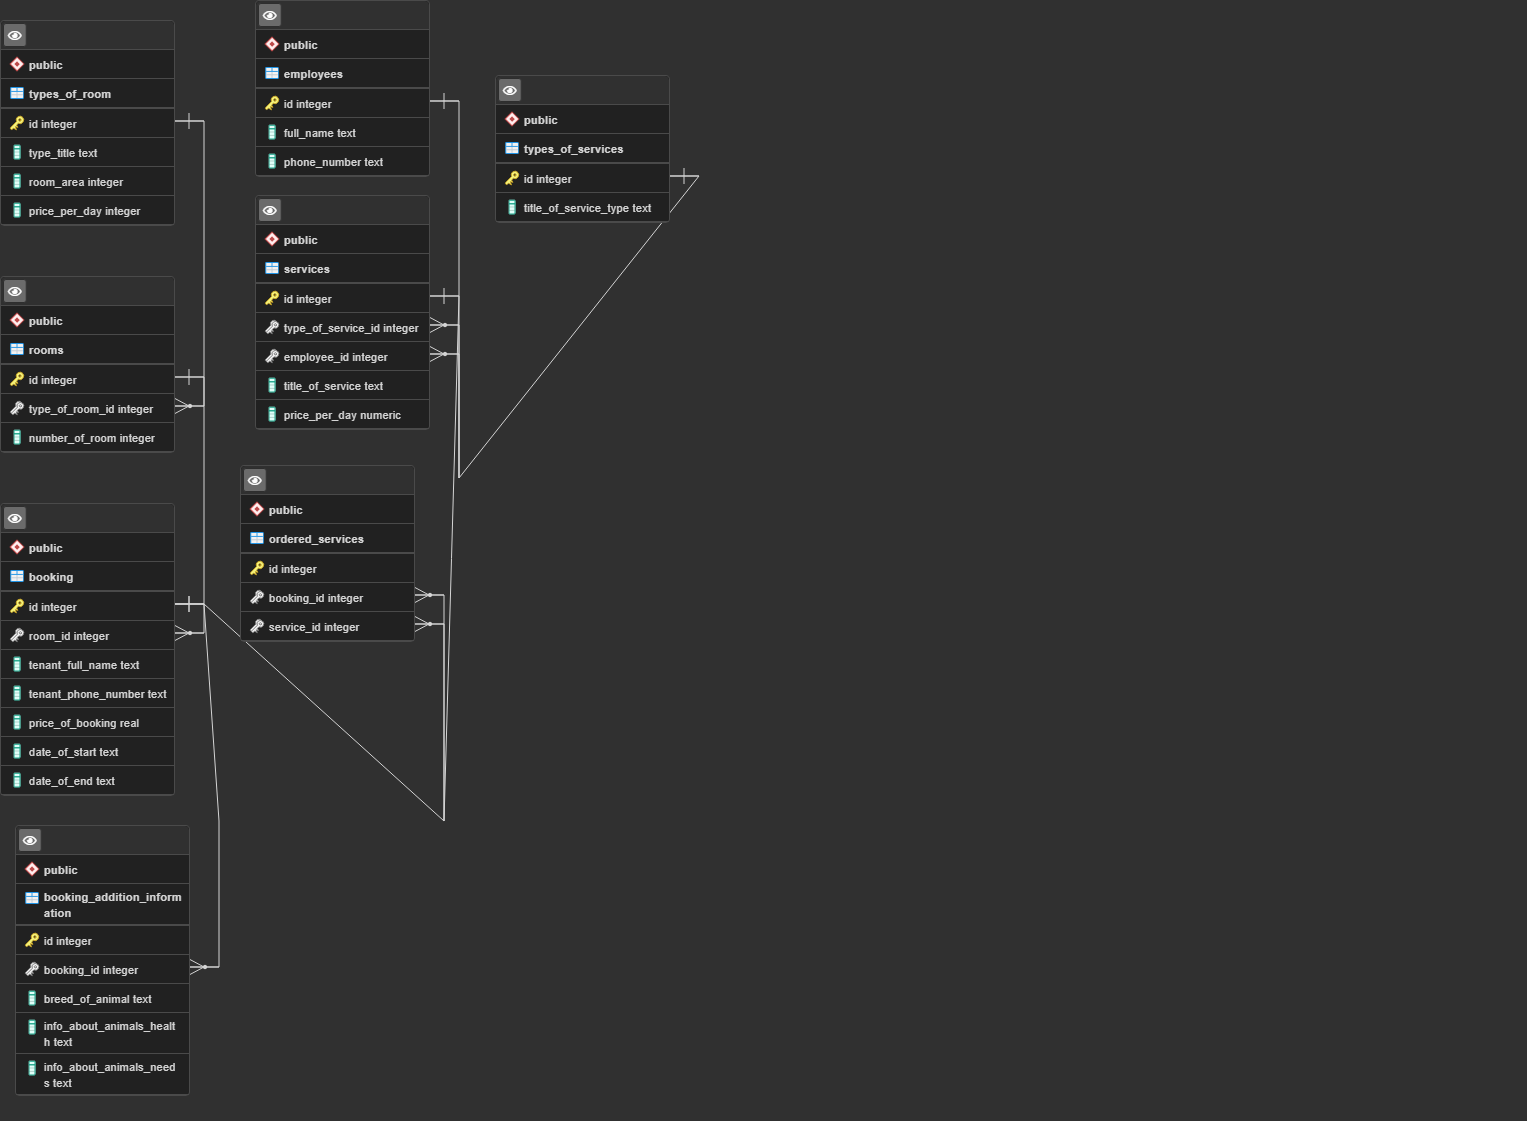 public
types_of_room
id integer
type_title text
room_area integer
price_per_day integer
public
rooms
id integer
type_of_room_id integer
number_of_room integer
public
booking
id integer
room_id integer
tenant_full_name text
tenant_phone_number text
price_of_booking real
date_of_start text
date_of_end text
public
booking_addition_inform
ation
id integer
booking_id integer
breed_of_animal text
info_about_animals_healt
h text
info_about_animals_need
s text
public
employees
id integer
full_name text
phone_number text
public
services
id integer
type_of_service_id integer
employee_id integer
title_of_service text
price_per_day numeric
public
ordered_services
id integer
booking_id integer
service_id integer
public
types_of_services
id integer
title_of_service_type text